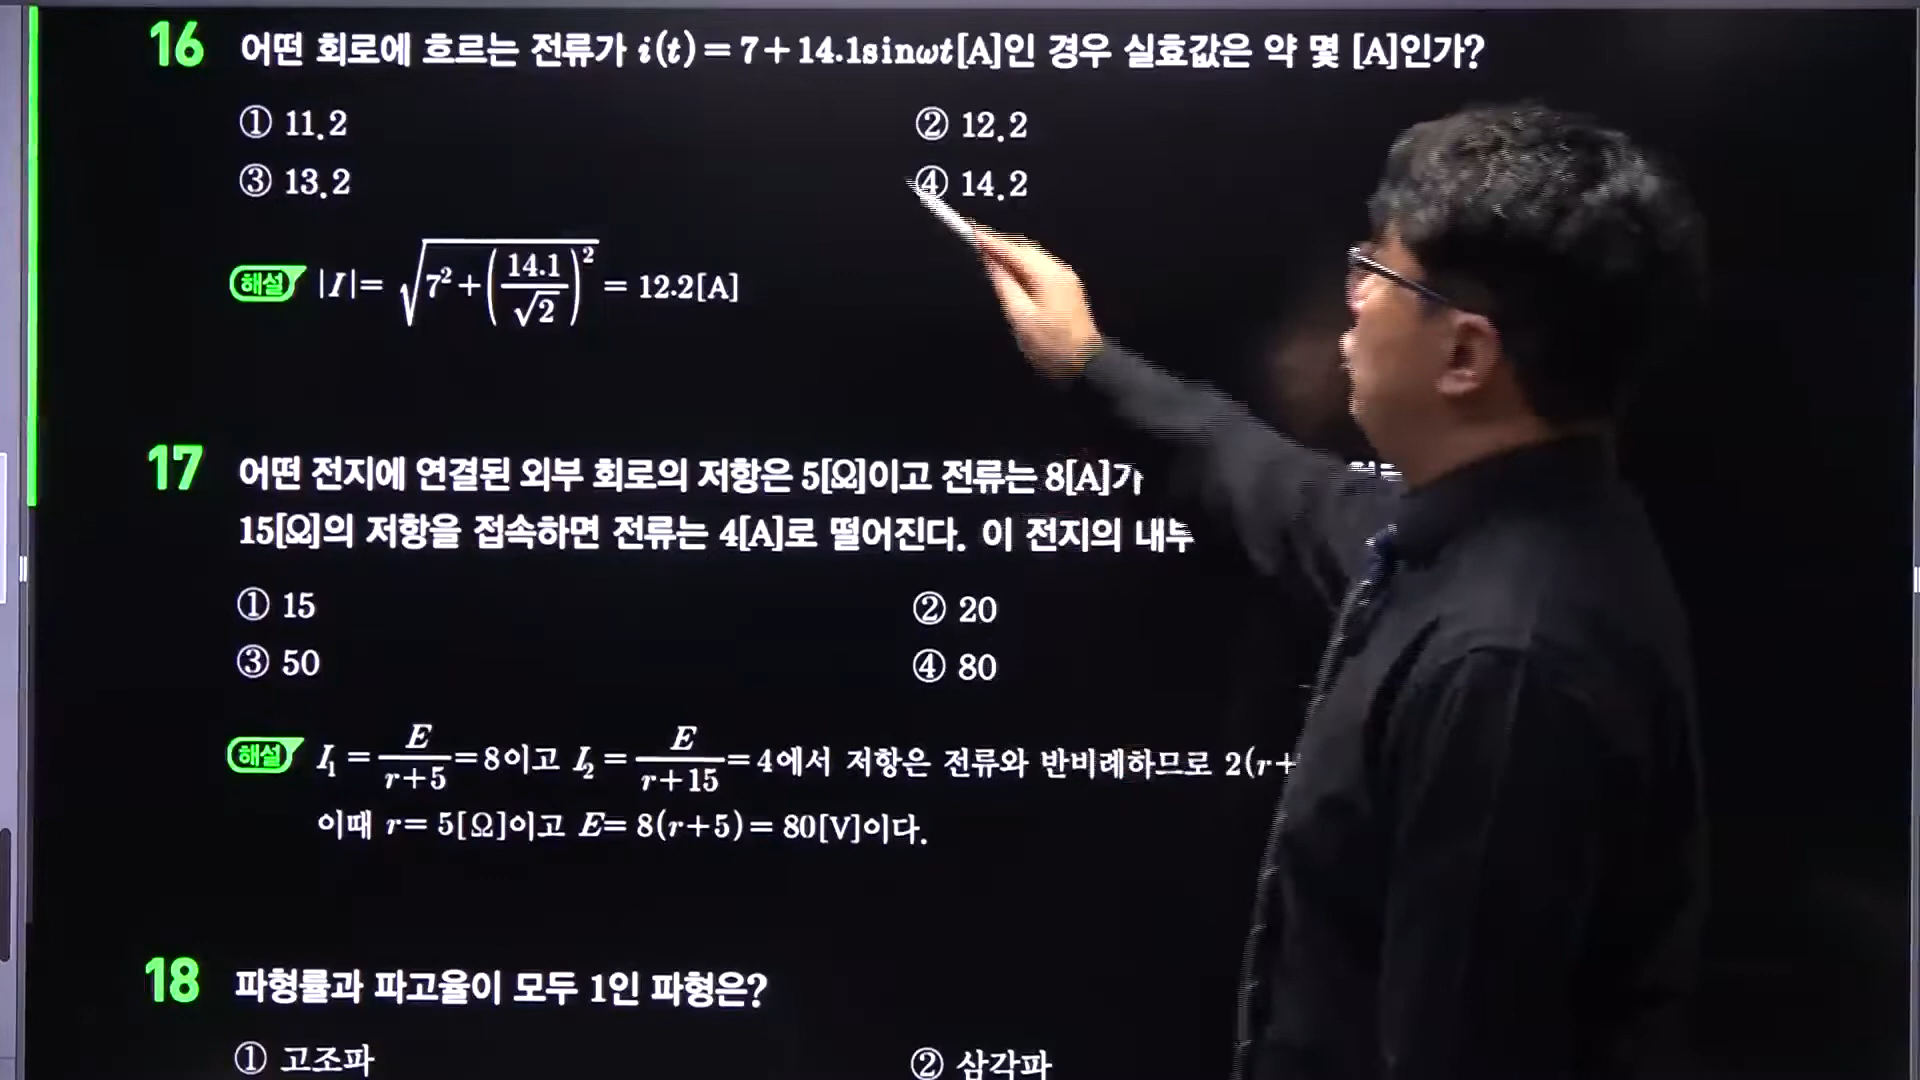 16 어떤 회로에 흐르는 전류가 i(t) = 7+14.1sinωt[A]인 경우 실효값은 약 몇 [A]인가?
① 11.2 ② 12.2
③ 13.2 ④ 14.2
해설 |I|= √(7²+(14.1/√2)²) = 12.2[A]
17 어떤 전지에 연결된 외부 회로의 저항은 5[Ω]이고 전류는 8[A]가
15[Ω]의 저항을 접속하면 전류는 4[A]로 떨어진다. 이 전지의
① 15 ② 20
③ 50 ④ 80
해설 I₁ = E/(r+5) = 8이고 I₂ = E/(r+15) = 4에서 저항은 전류와 반비례하므로 2(r+
이때 r= 5[Ω]이고 E= 8(r+5) = 80[V]이다.
18 파형률과 파고율이 모두 1인 파형은?
① 고조파 ② 삼각파